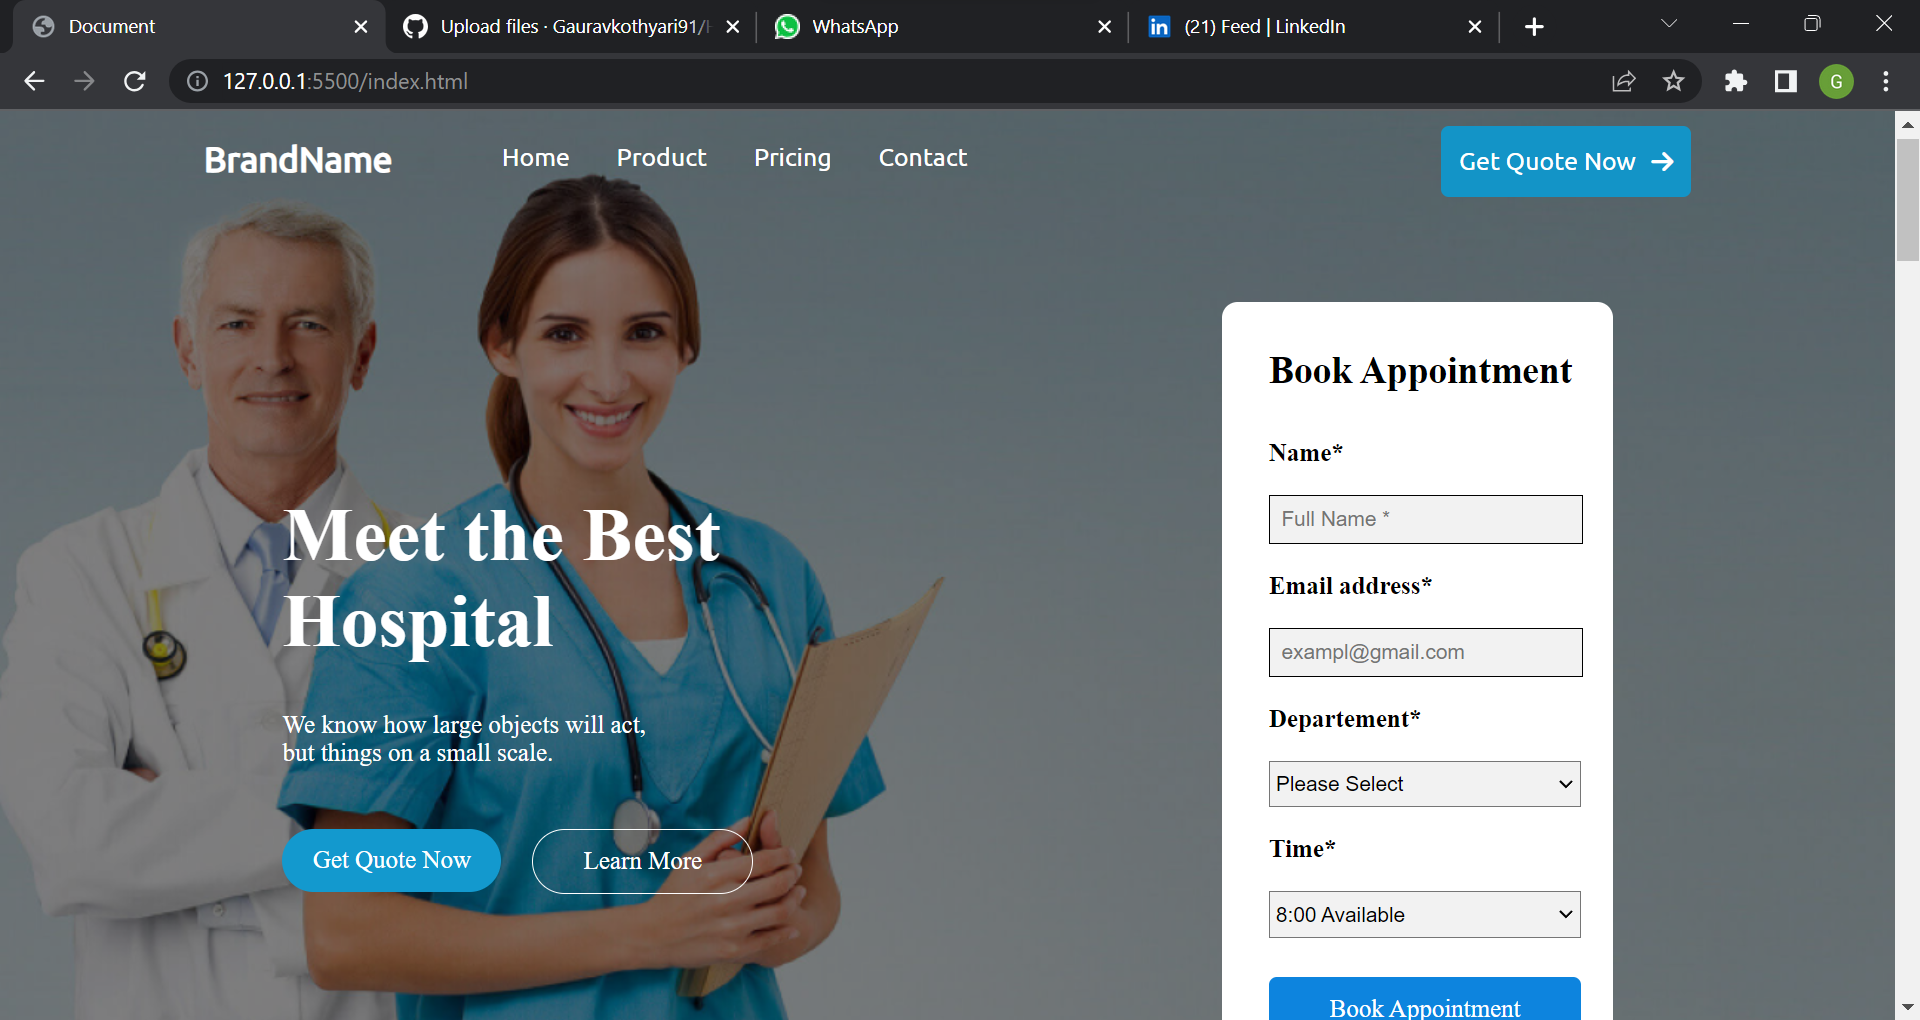 Document
Upload files · Gauravkothyari91/
WhatsApp
(21) Feed | LinkedIn
127.0.0.1:5500/index.html
G
BrandName
Home
Product
Pricing
Contact
Get Quote Now
Meet the Best
Hospital
We know how large objects will act,
but things on a small scale.
Get Quote Now
Learn More
Book Appointment
Name*
Full Name *
Email address*
exampl@gmail.com
Departement*
Please Select
Time*
8:00 Available
Book Appointment